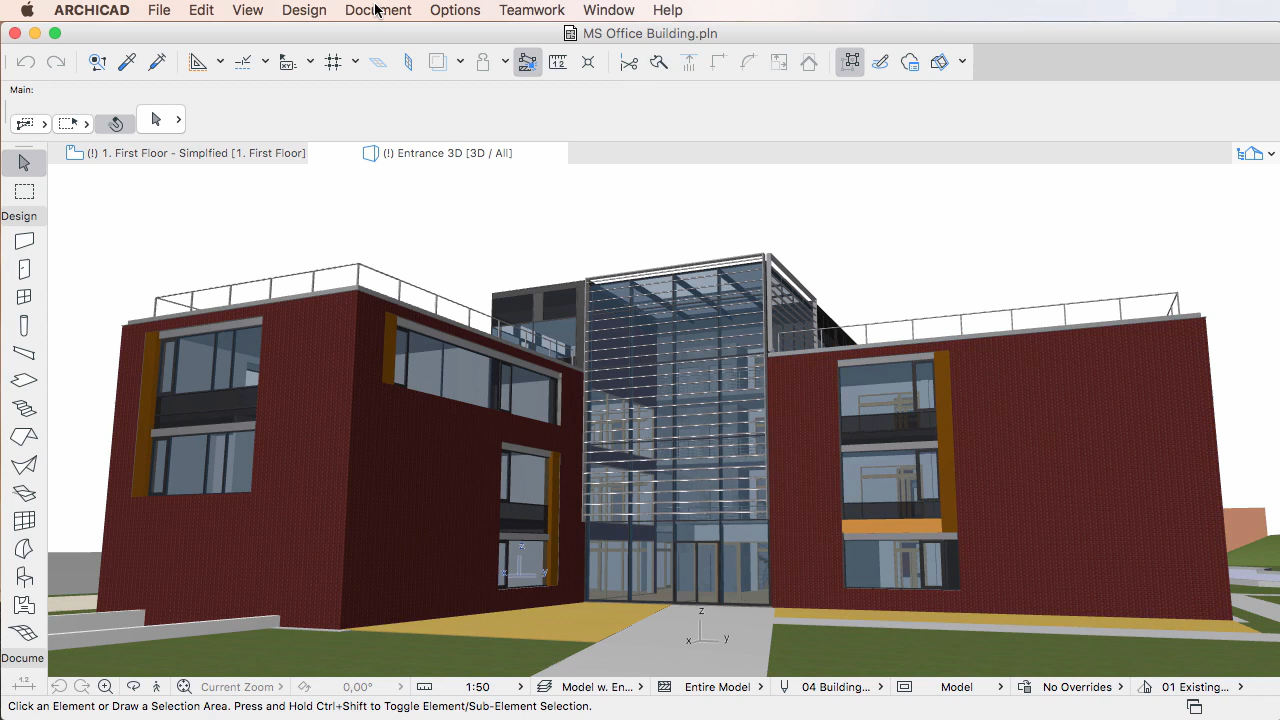 ARCHICAD File Edit View Design Document Options Teamwork Window Help
MS Office Building.pln
Main:
(!) 1. First Floor - Simplfied [1. First Floor]
(!) Entrance 3D [3D / All]
Design
z
x y
z
x y
Docume
1.2
Current Zoom
0,00°
1:50
Model w. En...
Entire Model
04 Building...
Model
No Overrides
01 Existing...
Click an Element or Draw a Selection Area. Press and Hold Ctrl+Shift to Toggle Element/Sub-Element Selection.